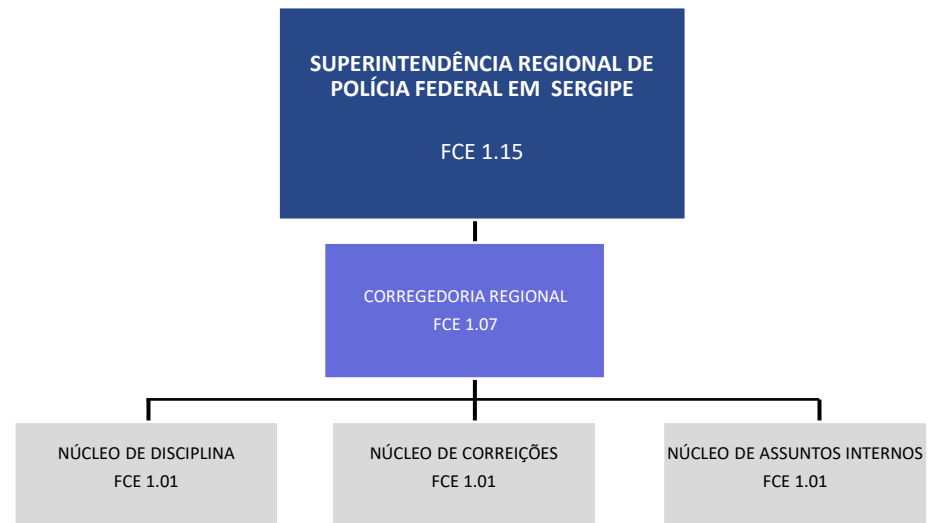 SUPERINTENDÊNCIA REGIONAL DE
POLÍCIA FEDERAL EM SERGIPE
FCE 1.15
CORREGEDORIA REGIONAL
FCE 1.07
NÚCLEO DE DISCIPLINA
FCE 1.01
NÚCLEO DE CORREIÇÕES
FCE 1.01
NÚCLEO DE ASSUNTOS INTERNOS
FCE 1.01